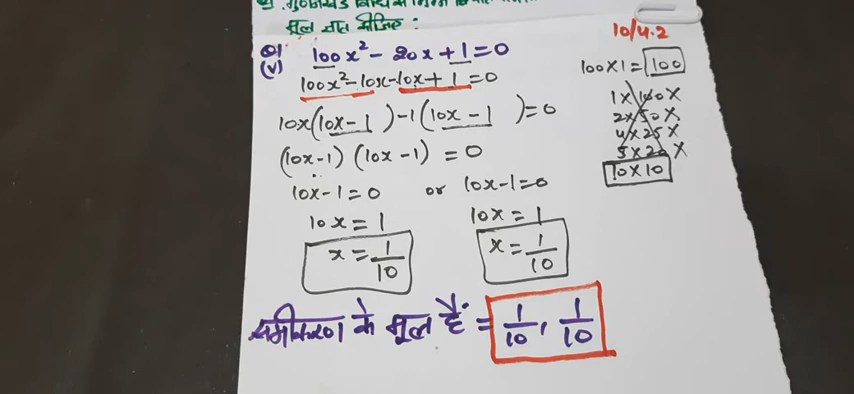 मूल ज्ञात कीजिए:
Q1 (v) 100x² - 20x + 1 = 0
100x² - 10x - 10x + 1 = 0
10x(10x - 1) - 1(10x - 1) = 0
(10x-1) (10x-1) = 0
10x-1=0 or 10x-1=0
10x = 1 10x = 1
x = 1/10 x = 1/10
समीकरण के मूल हैं = 1/10, 1/10
10/4.2
100x1 = 100
1 x 100 x
2 x 50 x
4 x 25 x
5 x 20 x
10 x 10